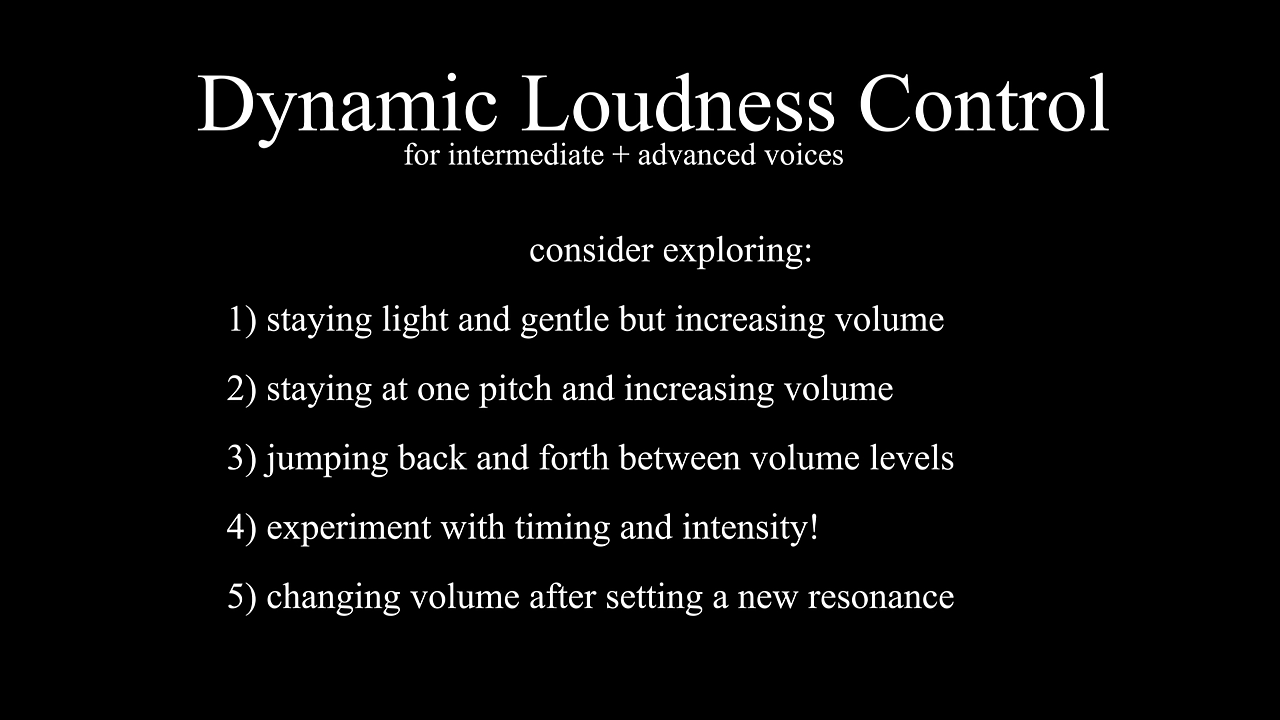 Dynamic Loudness Control
for intermediate + advanced voices
consider exploring:
1) staying light and gentle but increasing volume
2) staying at one pitch and increasing volume
3) jumping back and forth between volume levels
4) experiment with timing and intensity!
5) changing volume after setting a new resonance